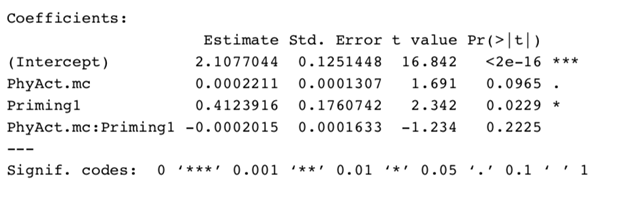 Coefficients:
Estimate Std. Error t value Pr(>|t|)
(Intercept) 2.1077044 0.1251448 16.842 <2e-16 ***
PhyAct.mc 0.0002211 0.0001307 1.691 0.0965 .
Priming1 0.4123916 0.1760742 2.342 0.0229 *
PhyAct.mc:Priming1 -0.0002015 0.0001633 -1.234 0.2225
---
Signif. codes: 0 ‘***’ 0.001 ‘**’ 0.01 ‘*’ 0.05 ‘.’ 0.1 ‘ ’ 1